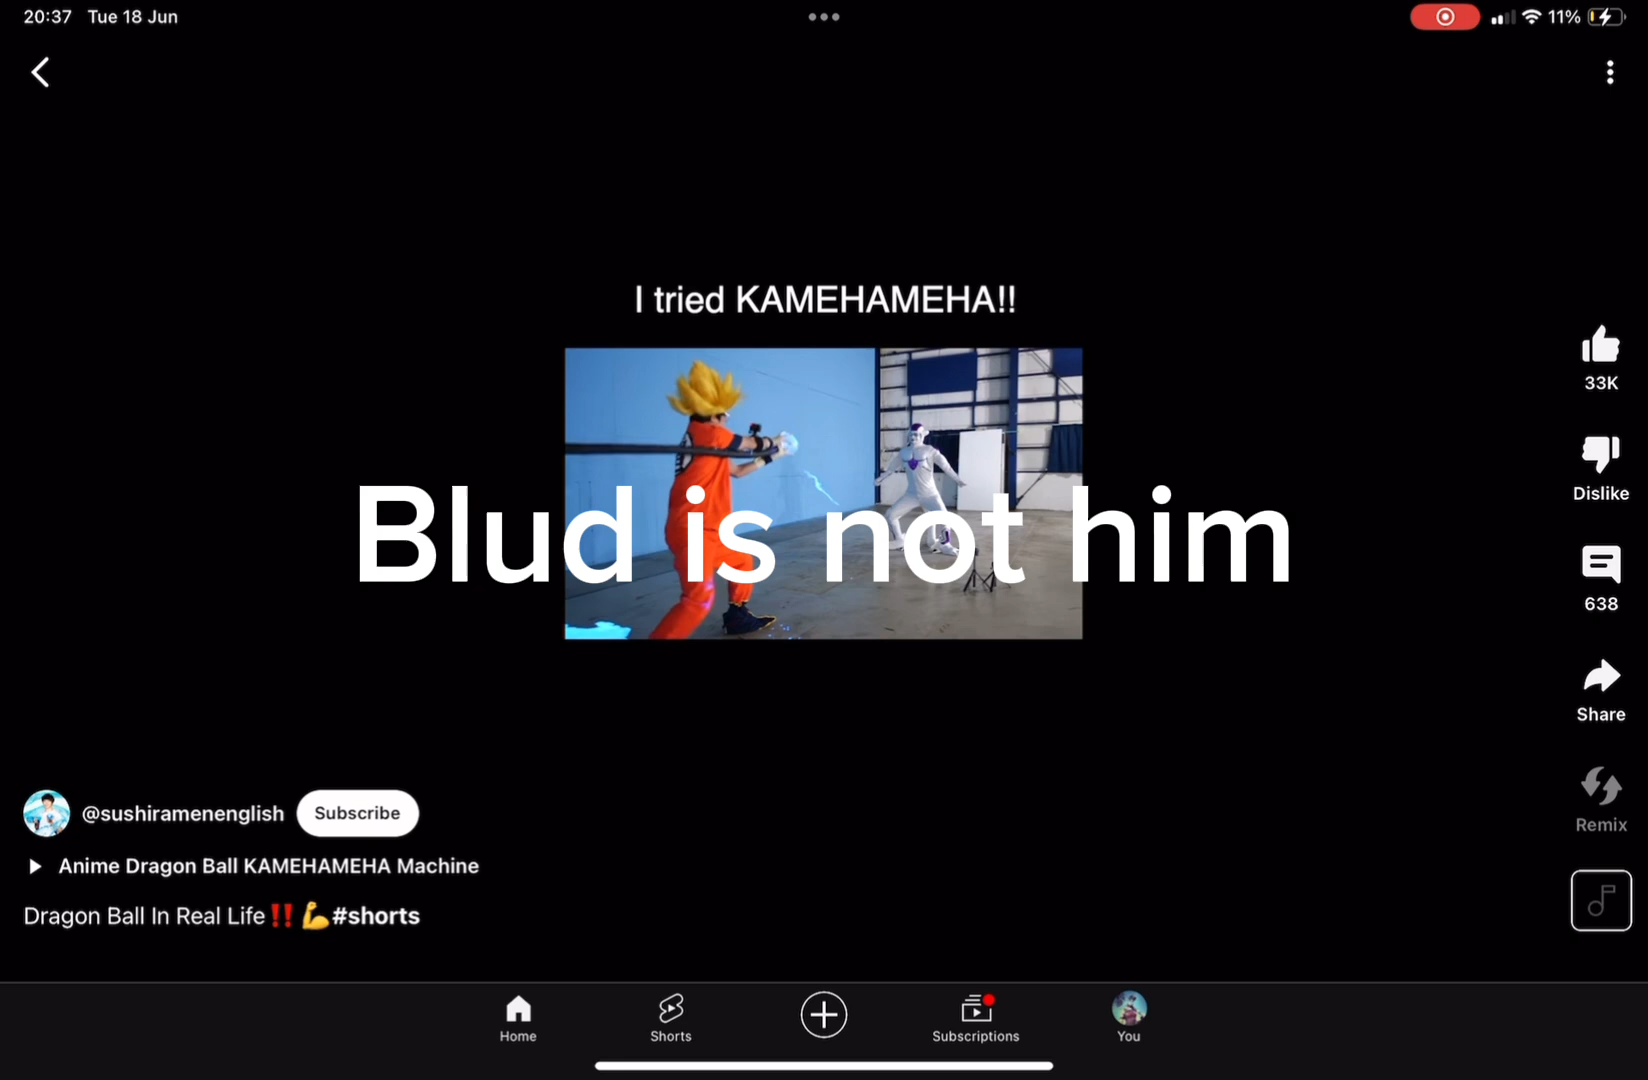 20:37 Tue 18 Jun
11%
I tried KAMEHAMEHA!!
Blud is not him
33K
Dislike
638
Share
Remix
@sushiramenenglish Subscribe
Anime Dragon Ball KAMEHAMEHA Machine
Dragon Ball In Real Life‼️💪#shorts
Home Shorts Subscriptions You